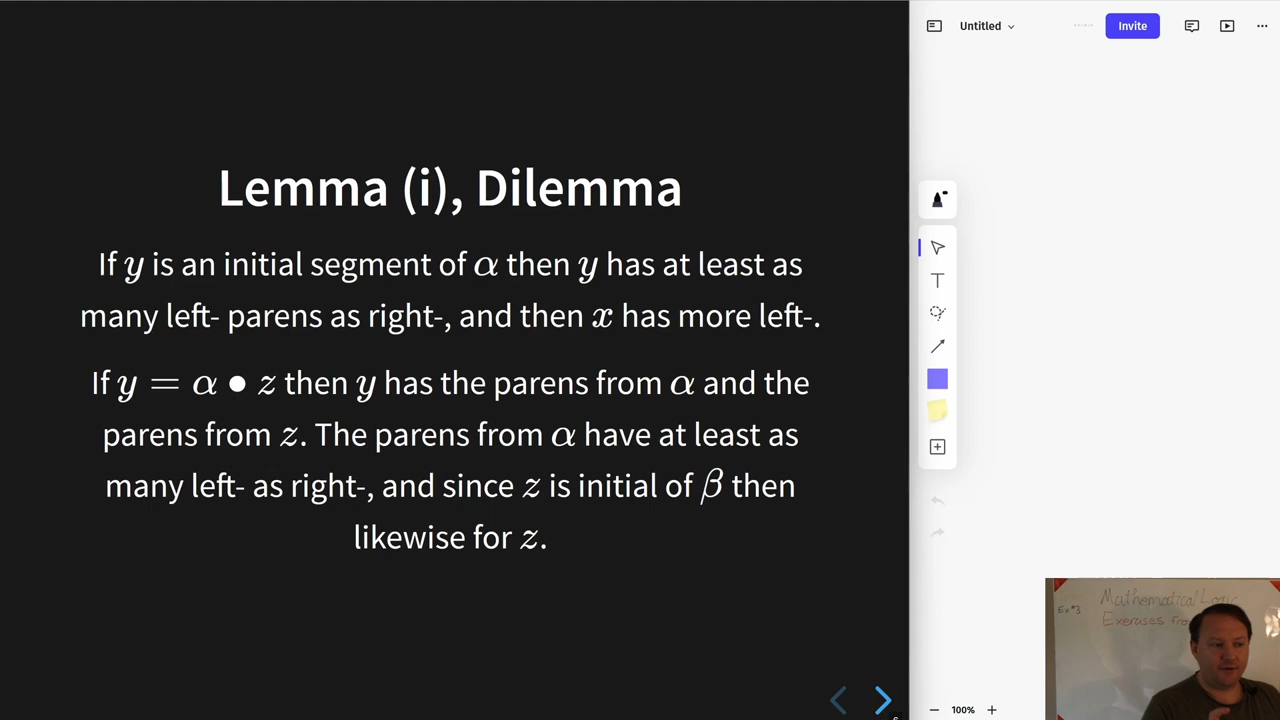 Untitled
Invite
Lemma (i), Dilemma
If y is an initial segment of α then y has at least as
many left- parens as right-, and then x has more left-.
If y = α • z then y has the parens from α and the
parens from z. The parens from α have at least as
many left- as right-, and since z is initial of β then
likewise for z.
Mathematical Logic
Ex#3
Exercises from
100%